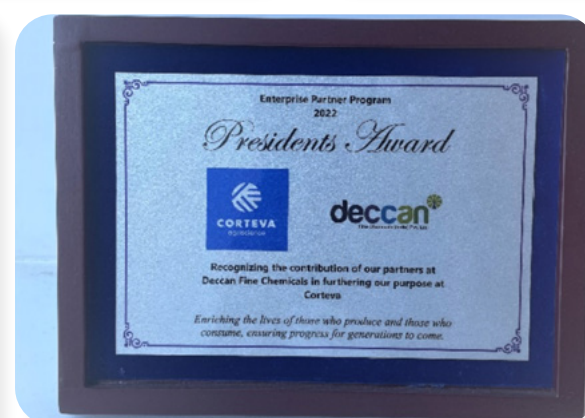 Enterprise Partner Program
2022
Presidents Award
CORTEVA
agriscience
deccan
Recognizing the contribution of our partners at
Deccan Fine Chemicals in furthering our purpose at
Corteva
Enriching the lives of those who produce and those who
consume, ensuring progress for generations to come.